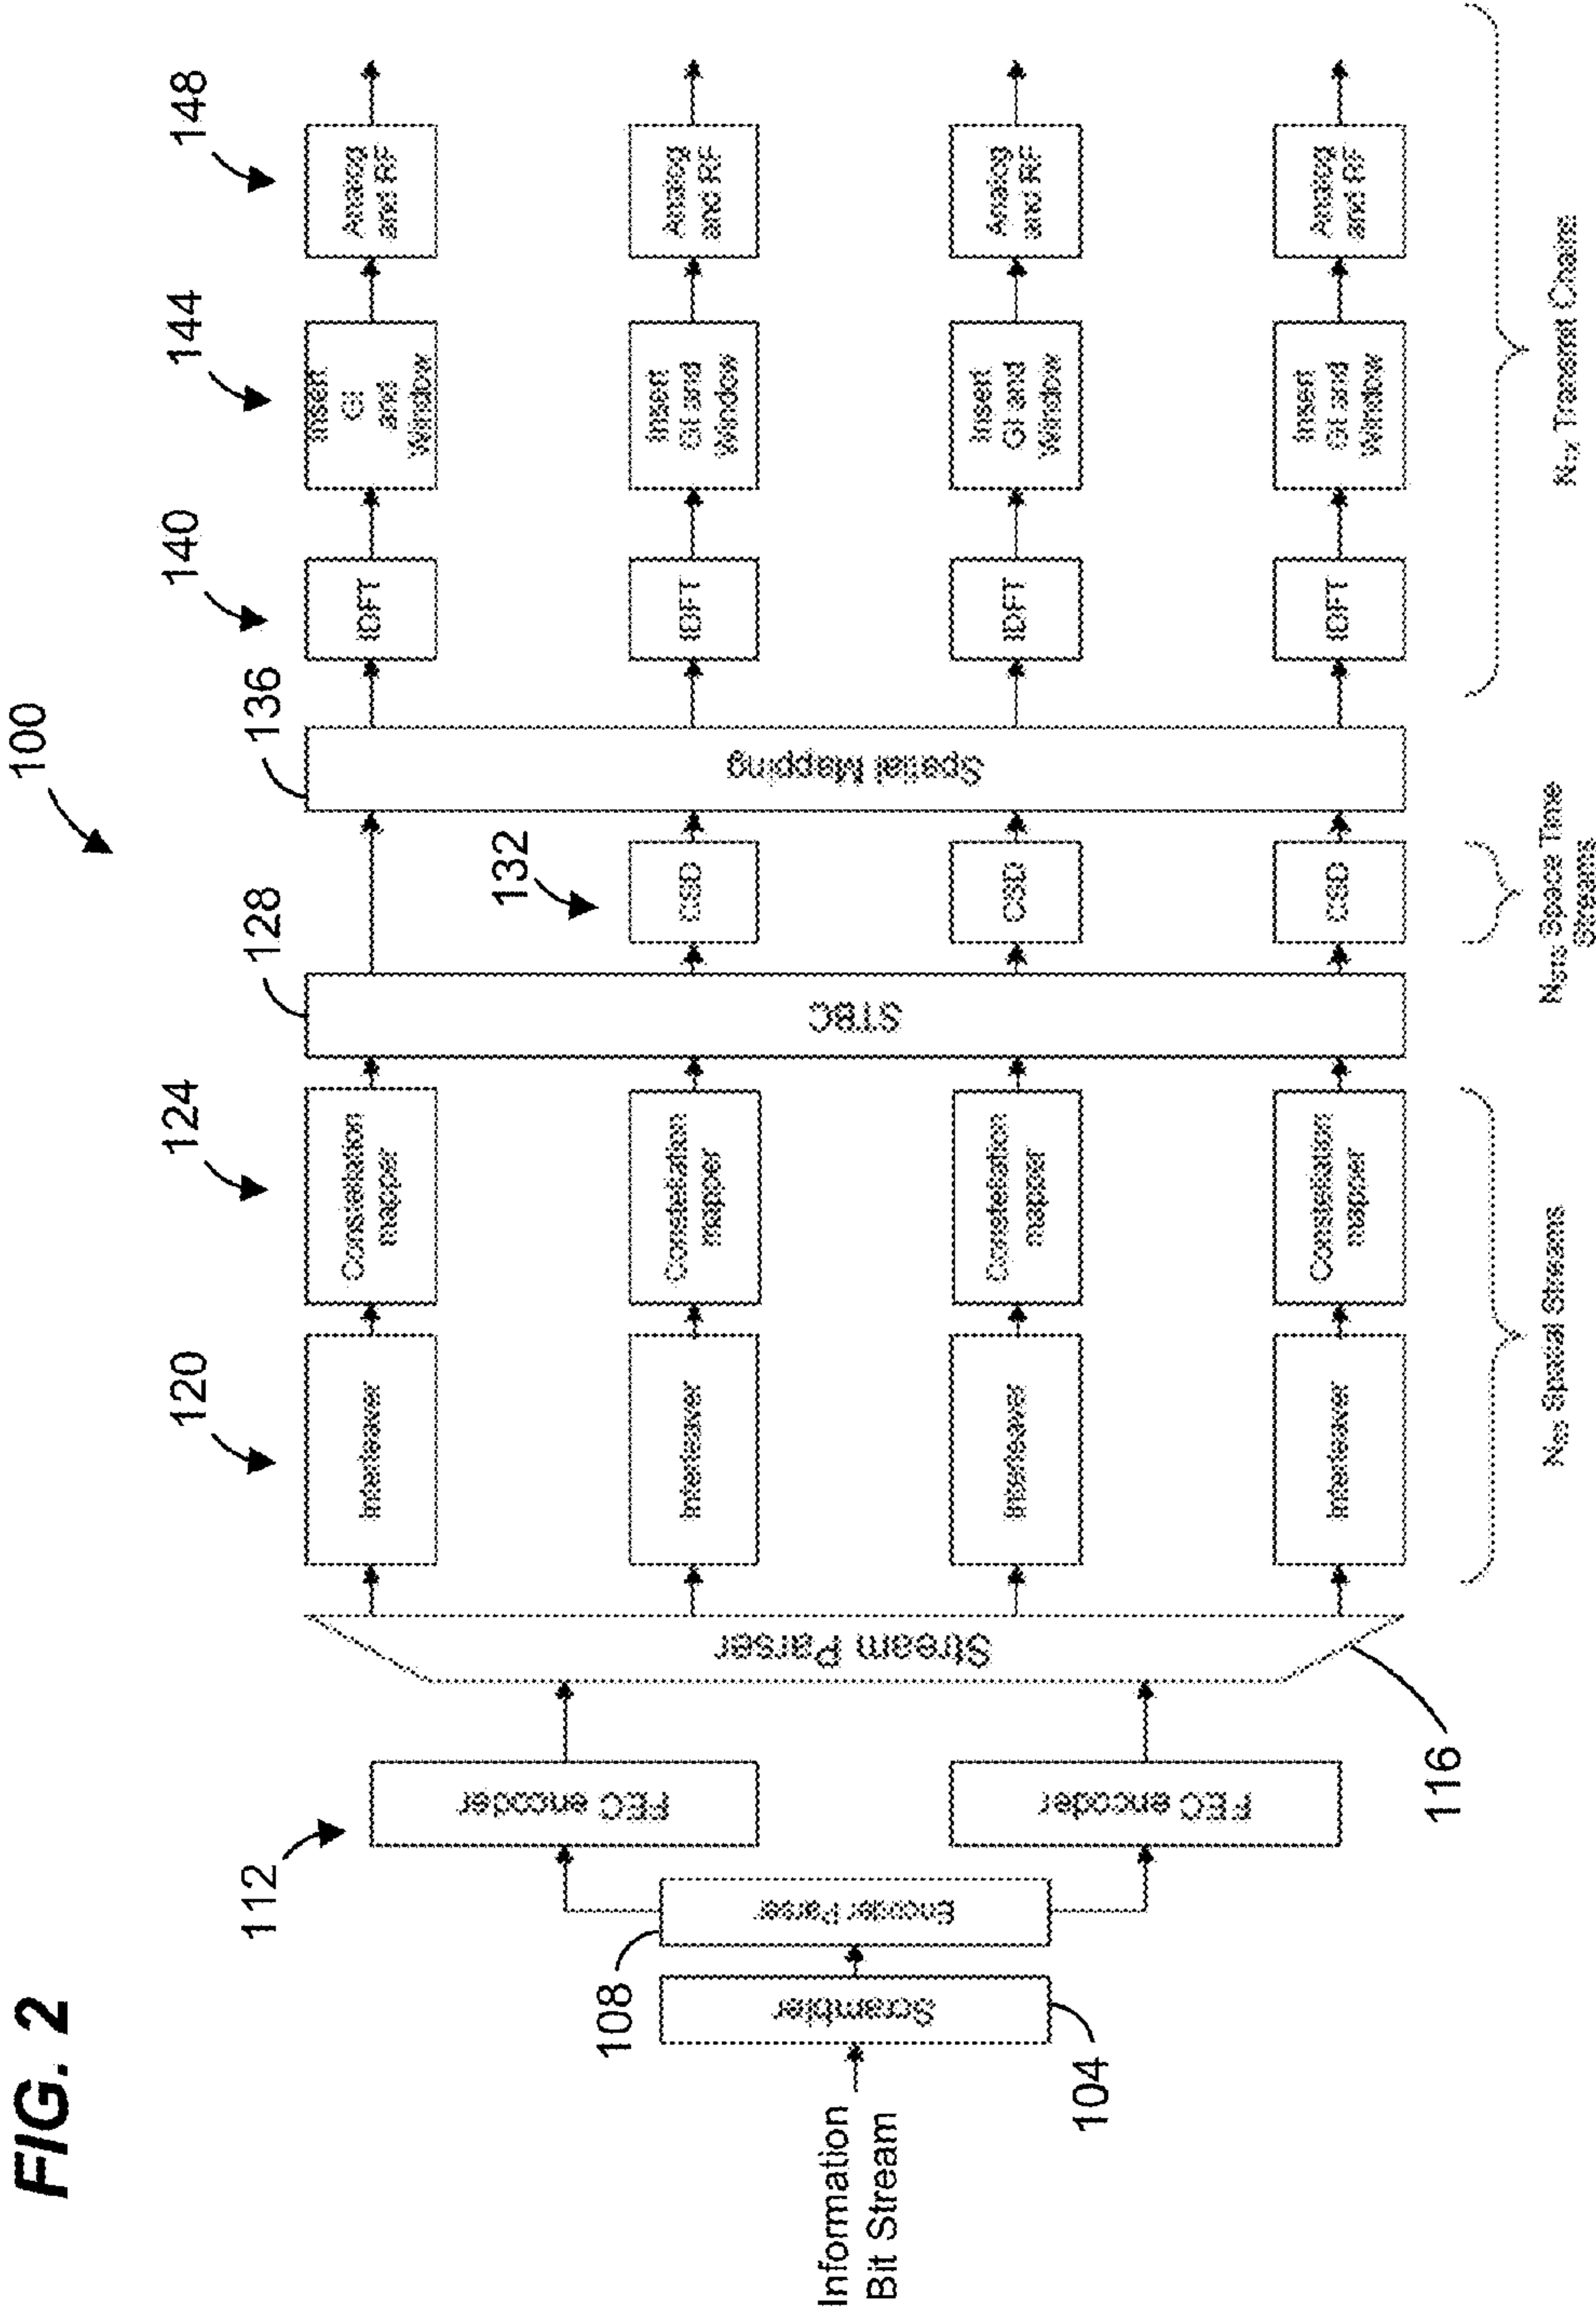 FIG. 2
100
Information
Bit Stream
104
Scrambler
108
Encoder Parser
112
FEC encoder
FEC encoder
116
Stream Parser
120
Interleaver
Interleaver
Interleaver
Interleaver
124
Constellation
mapper
Constellation
mapper
Constellation
mapper
Constellation
mapper
128
STBC
132
CSD
CSD
CSD
136
Spatial Mapping
140
IDFT
IDFT
IDFT
IDFT
144
Insert
GI
and
Window
Insert
GI and
Window
Insert
GI and
Window
Insert
GI and
Window
148
Analog
and RF
Analog
and RF
Analog
and RF
Analog
and RF
Spatial Streams
Space Time
Streams
Transmit Chains